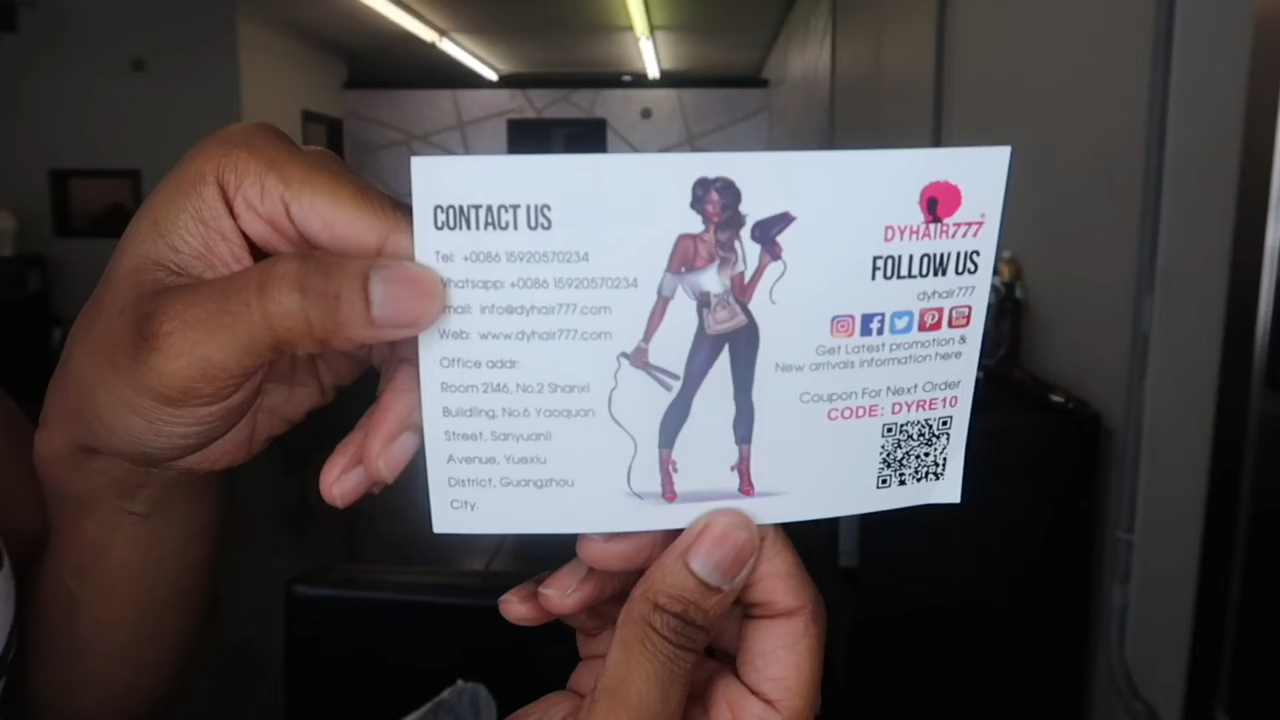 CONTACT US
Tel: +0086 15920570234
Whatsapp: +0086 15920570234
mail: info@dyhair777.com
Web: www.dyhair777.com
Office addr:
Room 2146, No.2 Shanxi
Building, No.6 Yaoquan
Street, Sanyuanli
Avenue, Yuexiu
District, Guangzhou
City.
DYHAIR777®
FOLLOW US
dyhair777
You Tube
Get Latest promotion &
New arrivals information here
Coupon For Next Order
CODE: DYRE10